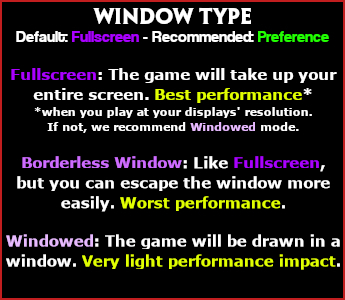 WINDOW TYPE
Default: Fullscreen - Recommended: Preference
Fullscreen: The game will take up your
entire screen. Best performance*
*when you play at your displays' resolution.
If not, we recommend Windowed mode.
Borderless Window: Like Fullscreen,
but you can escape the window more
easily. Worst performance.
Windowed: The game will be drawn in a
window. Very light performance impact.